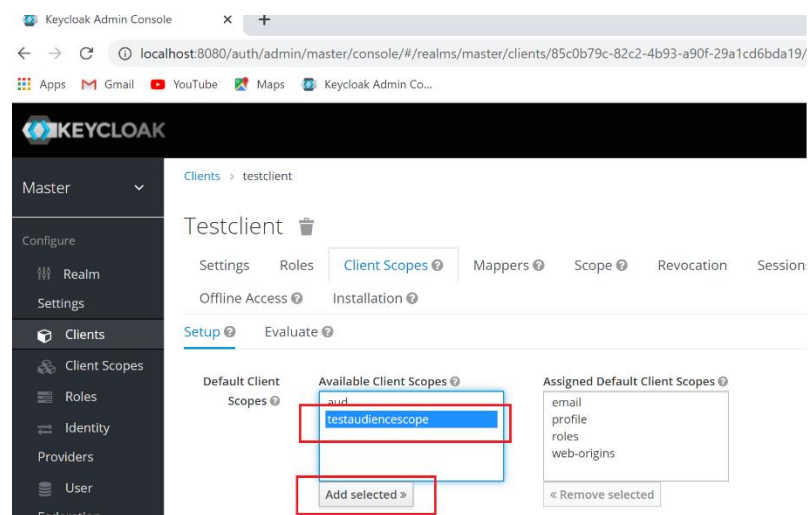 Keycloak Admin Console
localhost:8080/auth/admin/master/console/#/realms/master/clients/85c0b79c-82c2-4b93-a90f-29a1cd6bda19/
Apps Gmail YouTube Maps Keycloak Admin Co...
KEYCLOAK
Master
Configure
Realm
Settings
Clients
Client Scopes
Roles
Identity
Providers
User
Federation
Clients > testclient
Testclient
Settings Roles Client Scopes Mappers Scope Revocation Session
Offline Access Installation
Setup Evaluate
Default Client
Scopes
Available Client Scopes
aud
testaudiencescope
Add selected »
Assigned Default Client Scopes
email
profile
roles
web-origins
« Remove selected